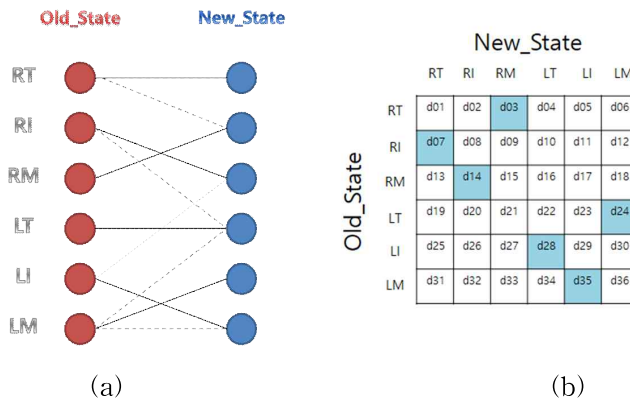 Old_State New_State
RT
RI
RM
LT
LI
LM
(a)
New_State
RT RI RM LT LI LM
Old_State
RT d01 d02 d03 d04 d05 d06
RI d07 d08 d09 d10 d11 d12
RM d13 d14 d15 d16 d17 d18
LT d19 d20 d21 d22 d23 d24
LI d25 d26 d27 d28 d29 d30
LM d31 d32 d33 d34 d35 d36
(b)